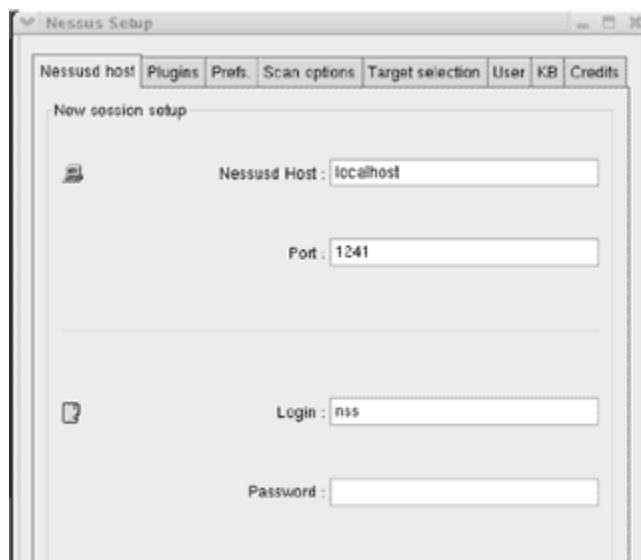 Nessus Setup
Nessusd host Plugins Prefs. Scan options Target selection User KB Credits
New session setup
Nessusd Host : localhost
Port : 1241
Login : nss
Password :